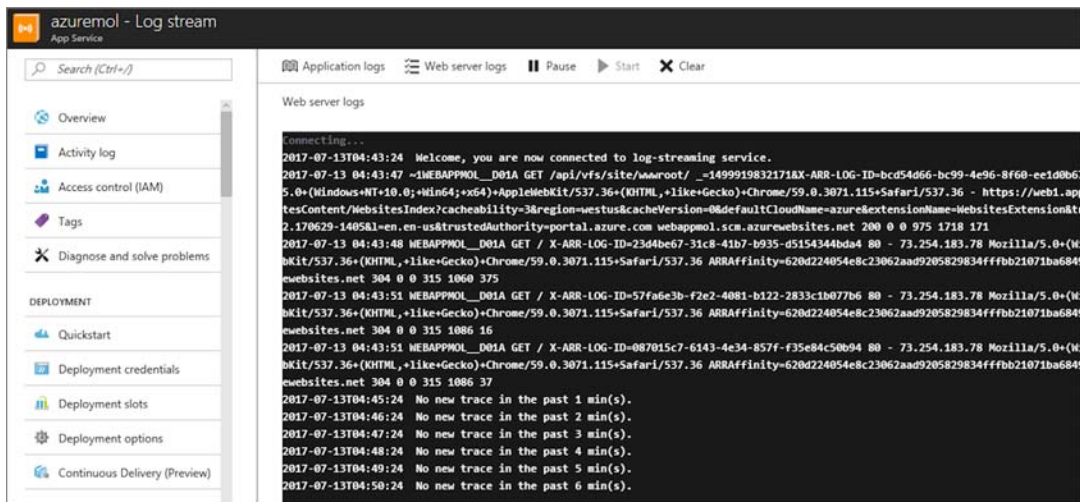 azuremol - Log stream
App Service
Search (Ctrl+/)
Overview
Activity log
Access control (IAM)
Tags
Diagnose and solve problems
DEPLOYMENT
Quickstart
Deployment credentials
Deployment slots
Deployment options
Continuous Delivery (Preview)
Application logs Web server logs Pause Start Clear
Web server logs
Connecting...
2017-07-13T04:43:24 Welcome, you are now connected to log-streaming service.
2017-07-13 04:43:47 ~1WEBAPPMOL__D01A GET /api/vfs/site/wwwroot/ _=1499919832171&X-ARR-LOG-ID=bcd54d66-bc99-4e96-8f60-ee1d0b6
5.0+(Windows+NT+10.0;+Win64;+x64)+AppleWebKit/537.36+(KHTML,+like+Gecko)+Chrome/59.0.3071.115+Safari/537.36 - https://web1.ap
tesContent/WebsitesIndex?cacheability=3&region=westus&cacheVersion=0&defaultCloudName=azure&extensionName=WebsitesExtension&t
2.170629-1405&l=en.en-us&trustedAuthority=portal.azure.com webappmol.scm.azurewebsites.net 200 0 0 975 1718 171
2017-07-13 04:43:48 WEBAPPMOL__D01A GET / X-ARR-LOG-ID=23d4be67-31c8-41b7-b935-d5154344bda4 80 - 73.254.183.78 Mozilla/5.0+(W
bKit/537.36+(KHTML,+like+Gecko)+Chrome/59.0.3071.115+Safari/537.36 ARRAffinity=620d224054e8c23062aad9205829834fffbb21071ba684
ewebsites.net 304 0 0 315 1060 375
2017-07-13 04:43:51 WEBAPPMOL__D01A GET / X-ARR-LOG-ID=57fa6e3b-f2e2-4081-b122-2833c1b077b6 80 - 73.254.183.78 Mozilla/5.0+(W
bKit/537.36+(KHTML,+like+Gecko)+Chrome/59.0.3071.115+Safari/537.36 ARRAffinity=620d224054e8c23062aad9205829834fffbb21071ba684
ewebsites.net 304 0 0 315 1086 16
2017-07-13 04:43:51 WEBAPPMOL__D01A GET / X-ARR-LOG-ID=087015c7-6143-4e34-857f-f35e84c50b94 80 - 73.254.183.78 Mozilla/5.0+(W
bKit/537.36+(KHTML,+like+Gecko)+Chrome/59.0.3071.115+Safari/537.36 ARRAffinity=620d224054e8c23062aad9205829834fffbb21071ba684
ewebsites.net 304 0 0 315 1086 37
2017-07-13T04:45:24 No new trace in the past 1 min(s).
2017-07-13T04:46:24 No new trace in the past 2 min(s).
2017-07-13T04:47:24 No new trace in the past 3 min(s).
2017-07-13T04:48:24 No new trace in the past 4 min(s).
2017-07-13T04:49:24 No new trace in the past 5 min(s).
2017-07-13T04:50:24 No new trace in the past 6 min(s).